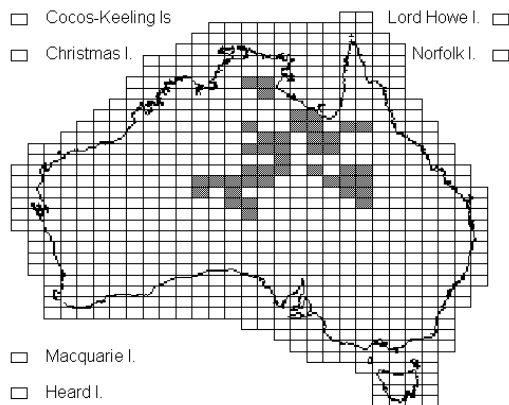 Cocos-Keeling Is
Lord Howe I.
Christmas I.
Norfolk I.
Macquarie I.
Heard I.